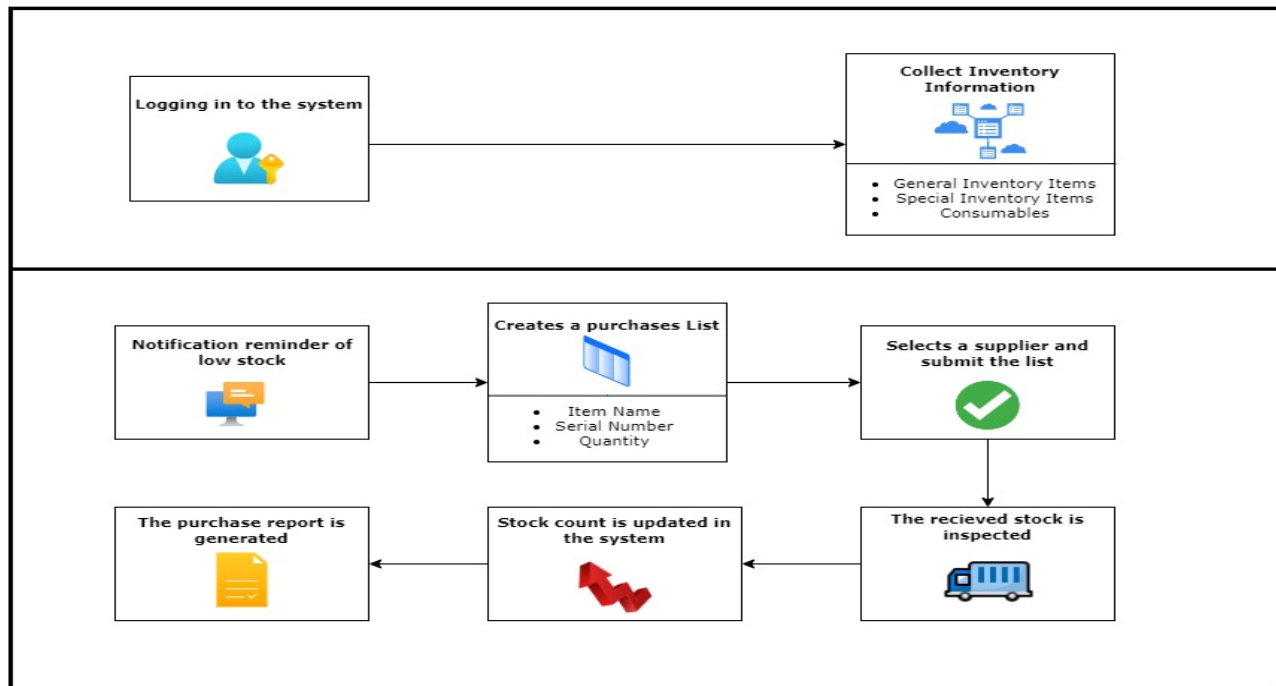 Logging in to the system
Collect Inventory
Information
• General Inventory Items
• Special Inventory Items
• Consumables
Notification reminder of
low stock
Creates a purchases List
• Item Name
• Serial Number
• Quantity
Selects a supplier and
submit the list
The purchase report is
generated
Stock count is updated in
the system
The recieved stock is
inspected